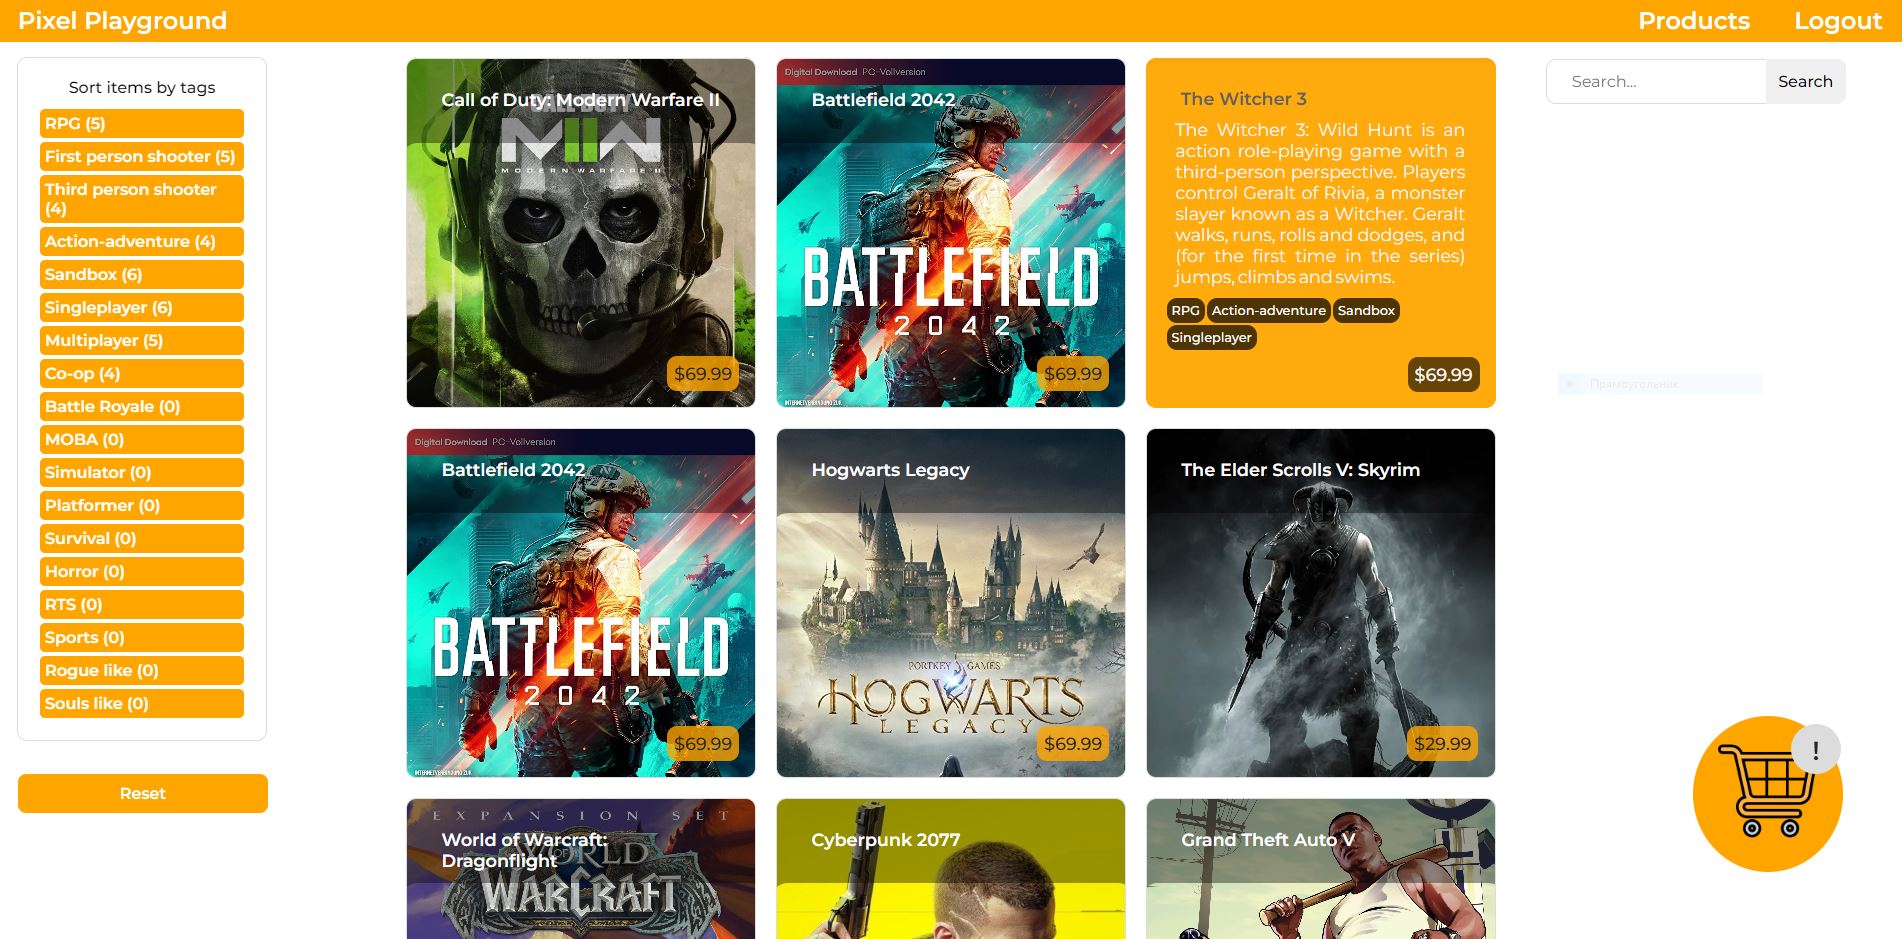 Pixel Playground
Products
Logout
Sort items by tags
RPG (5)
First person shooter (5)
Third person shooter
(4)
Action-adventure (4)
Sandbox (6)
Singleplayer (6)
Multiplayer (5)
Co-op (4)
Battle Royale (0)
MOBA (0)
Simulator (0)
Platformer (0)
Survival (0)
Horror (0)
RTS (0)
Sports (0)
Rogue like (0)
Souls like (0)
Reset
Call of Duty: Modern Warfare II
MIIW
MODERN WARFARE II
$69.99
Digital Download PC-Vollversion
Battlefield 2042
BATTLEFIELD
2042
$69.99
The Witcher 3
The Witcher 3: Wild Hunt is an
action role-playing game with a
third-person perspective. Players
control Geralt of Rivia, a monster
slayer known as a Witcher. Geralt
walks, runs, rolls and dodges, and
(for the first time in the series)
jumps, climbs and swims.
RPG Action-adventure Sandbox
Singleplayer
$69.99
Search...
Search
Прямоугольник
Digital Download PC-Vollversion
Battlefield 2042
BATTLEFIELD
2042
$69.99
Hogwarts Legacy
PORTKEY GAMES
HOGWARTS
LEGACY
$69.99
The Elder Scrolls V: Skyrim
$29.99
!
EXPANSION SET
World of Warcraft:
Dragonflight
WORLD
OF
WARCRAFT
Cyberpunk 2077
Grand Theft Auto V